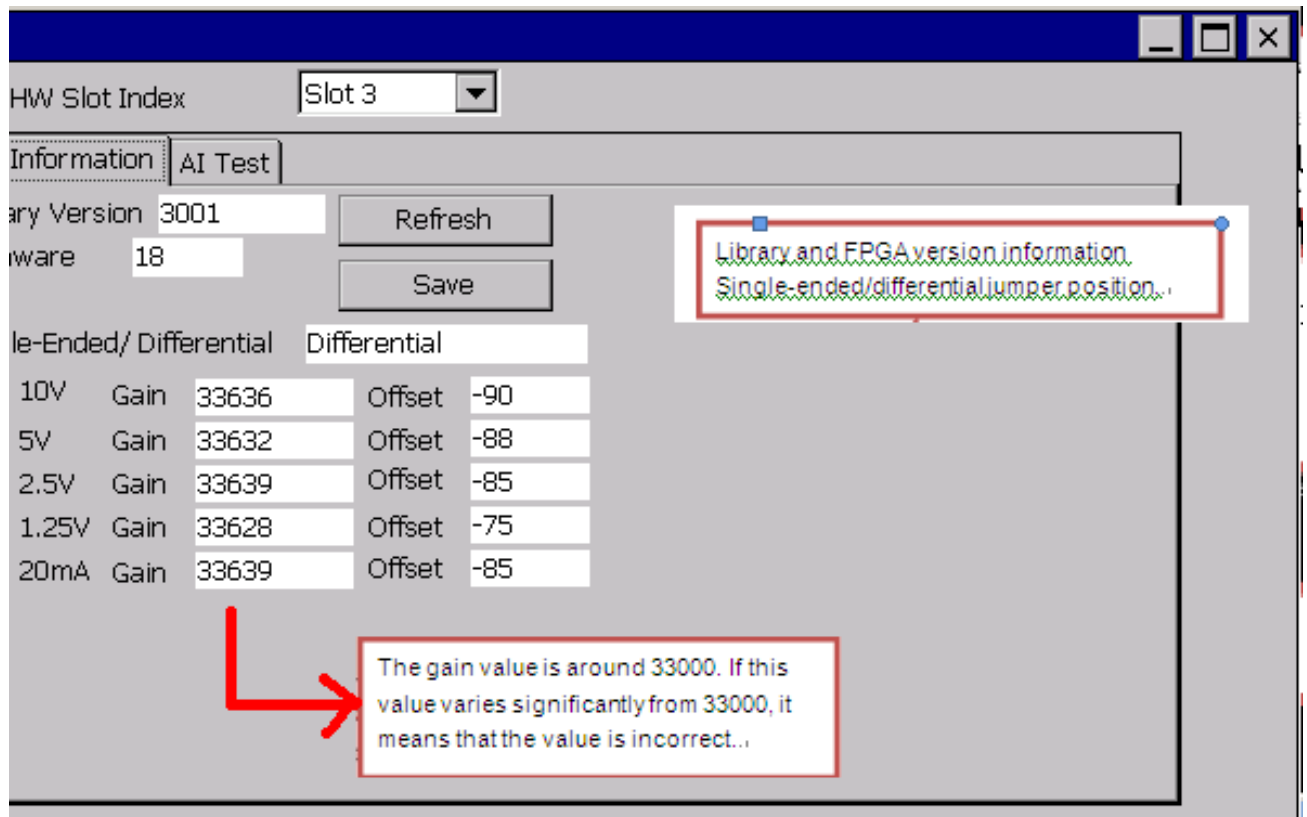 HW Slot Index Slot 3
Information AI Test
ary Version 3001 Refresh
ware 18
Save
Library and FPGA version information
Single-ended/differential jumper position..
le-Ended/ Differential Differential
10V Gain 33636 Offset -90
5V Gain 33632 Offset -88
2.5V Gain 33639 Offset -85
1.25V Gain 33628 Offset -75
20mA Gain 33639 Offset -85
The gain value is around 33000. If this
value varies significantly from 33000, it
means that the value is incorrect..